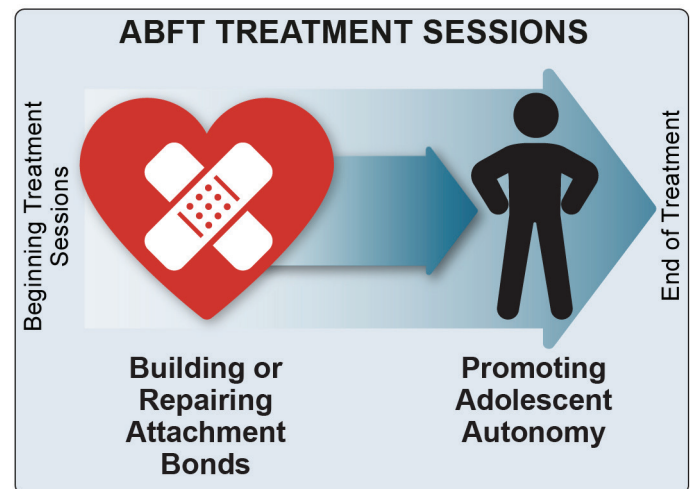 ABFT TREATMENT SESSIONS
Beginning Treatment
Sessions
End of Treatment
Building or
Repairing
Attachment
Bonds
Promoting
Adolescent
Autonomy